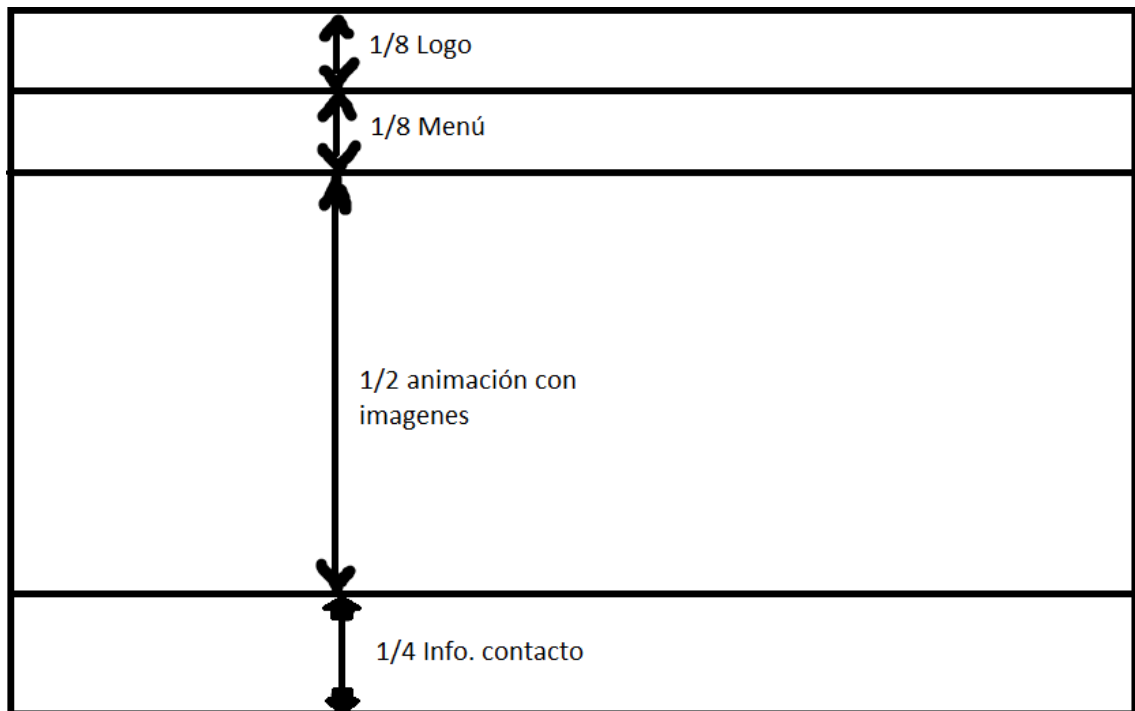 1/8 Logo
1/8 Menú
1/2 animación con
imagenes
1/4 Info. contacto